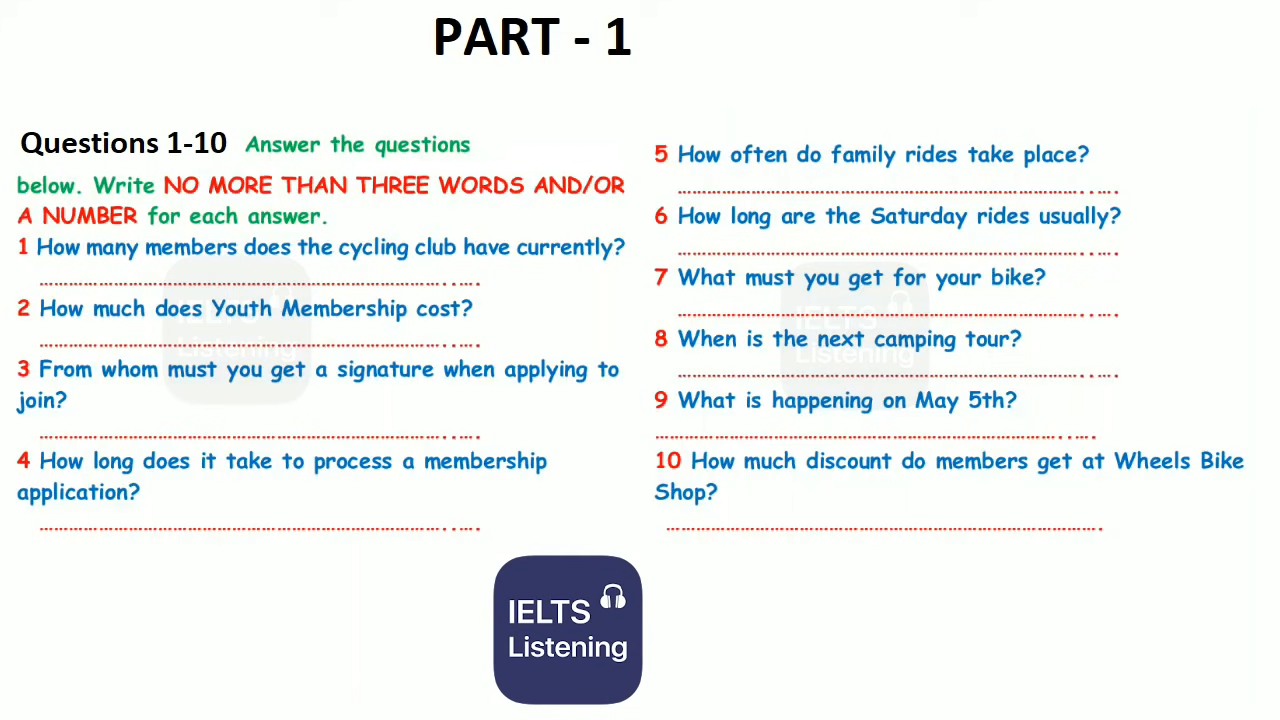 PART - 1
Questions 1-10 Answer the questions
below. Write NO MORE THAN THREE WORDS AND/OR
A NUMBER for each answer.
1 How many members does the cycling club have currently?
…………………………………………………………………………..….
2 How much does Youth Membership cost?
…………………………………………………………………………..….
3 From whom must you get a signature when applying to
join?
…………………………………………………………………………..….
4 How long does it take to process a membership
application?
…………………………………………………………………………..….
5 How often do family rides take place?
…………………………………………………………………………..….
6 How long are the Saturday rides usually?
…………………………………………………………………………..….
7 What must you get for your bike?
…………………………………………………………………………..….
8 When is the next camping tour?
…………………………………………………………………………..….
9 What is happening on May 5th?
…………………………………………………………………………..….
10 How much discount do members get at Wheels Bike
Shop?
…………………………………………………………………………….
IELTS
Listening
IELTS
Listening
IELTS
Listening